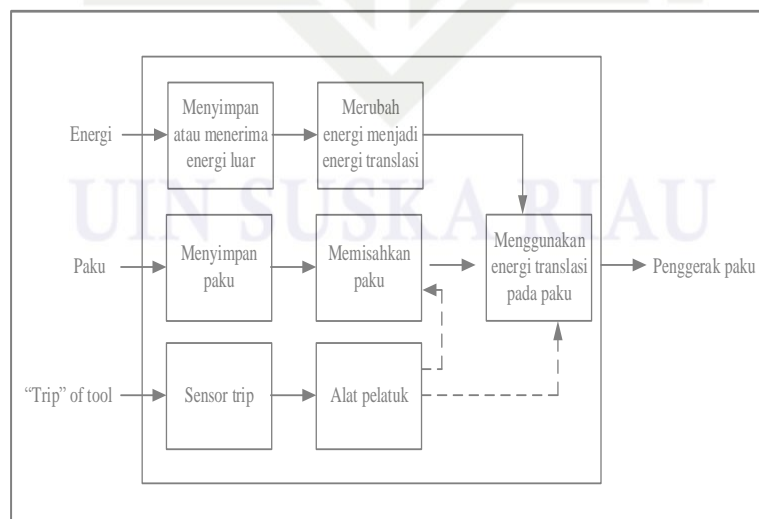 Energi
Menyimpan
atau menerima
energi luar
Merubah
energi menjadi
energi translasi
UIN SUSKA RIAU
Paku
Menyimpan
paku
Memisahkan
paku
Menggunakan
energi translasi
pada paku
Penggerak paku
“Trip” of tool
Sensor trip
Alat pelatuk